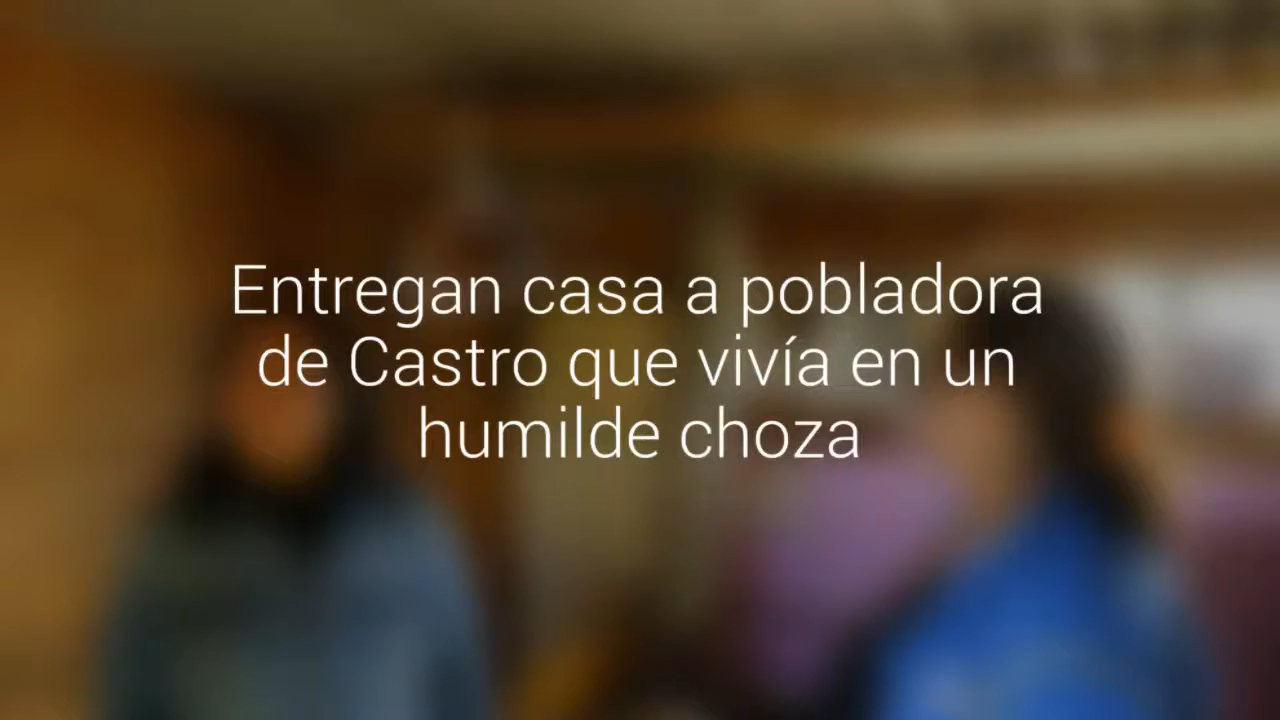 Entregan casa a pobladora
de Castro que vivía en un
humilde choza